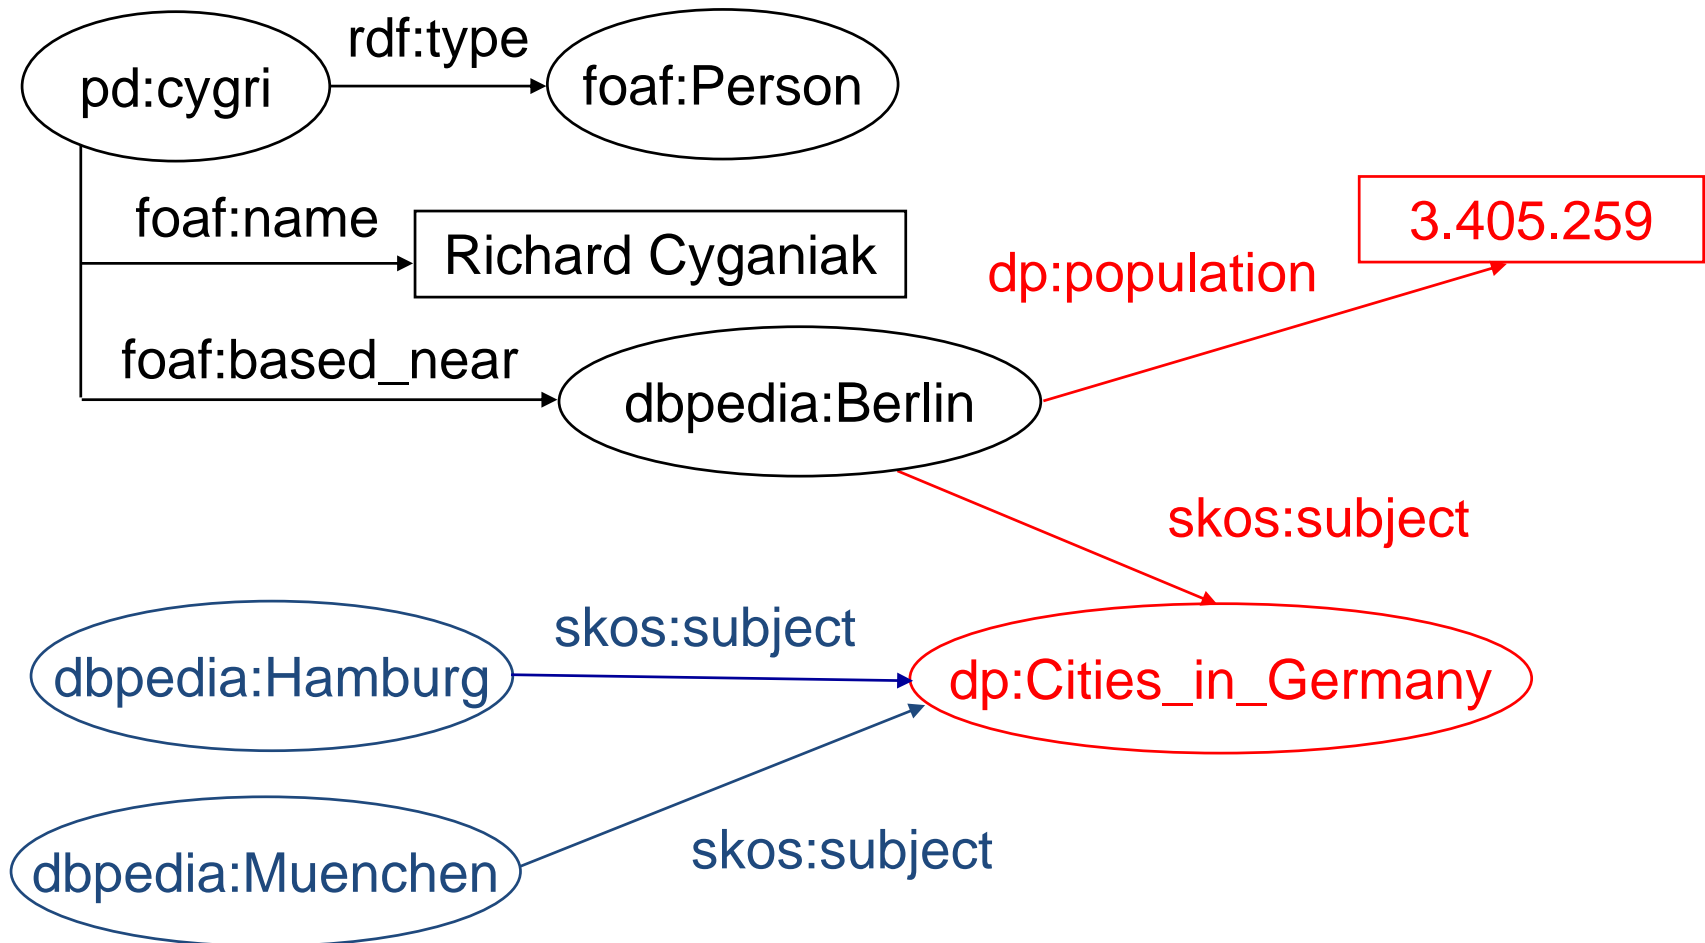 rdf:type
pd:cygri
foaf:Person
foaf:name
Richard Cyganiak
3.405.259
dp:population
foaf:based_near
dbpedia:Berlin
skos:subject
skos:subject
dbpedia:Hamburg
dp:Cities_in_Germany
skos:subject
dbpedia:Muenchen